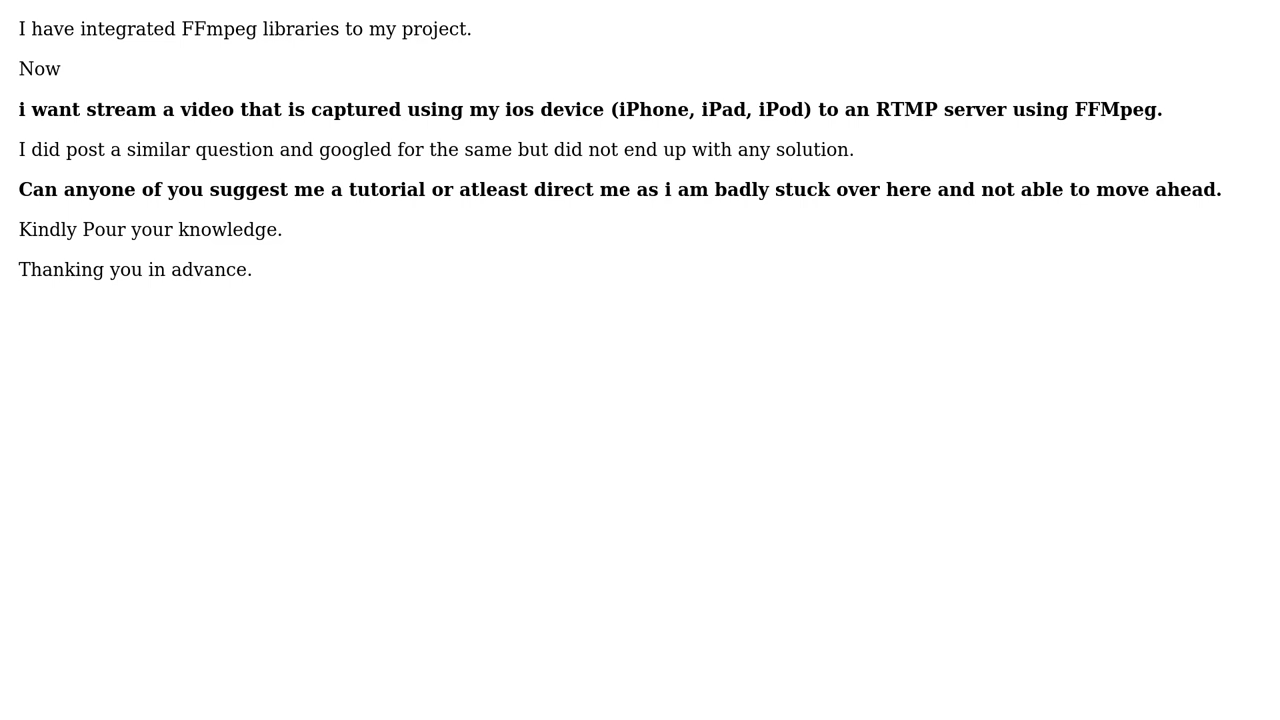 I have integrated FFmpeg libraries to my project.
Now
i want stream a video that is captured using my ios device (iPhone, iPad, iPod) to an RTMP server using FFMpeg.
I did post a similar question and googled for the same but did not end up with any solution.
Can anyone of you suggest me a tutorial or atleast direct me as i am badly stuck over here and not able to move ahead.
Kindly Pour your knowledge.
Thanking you in advance.